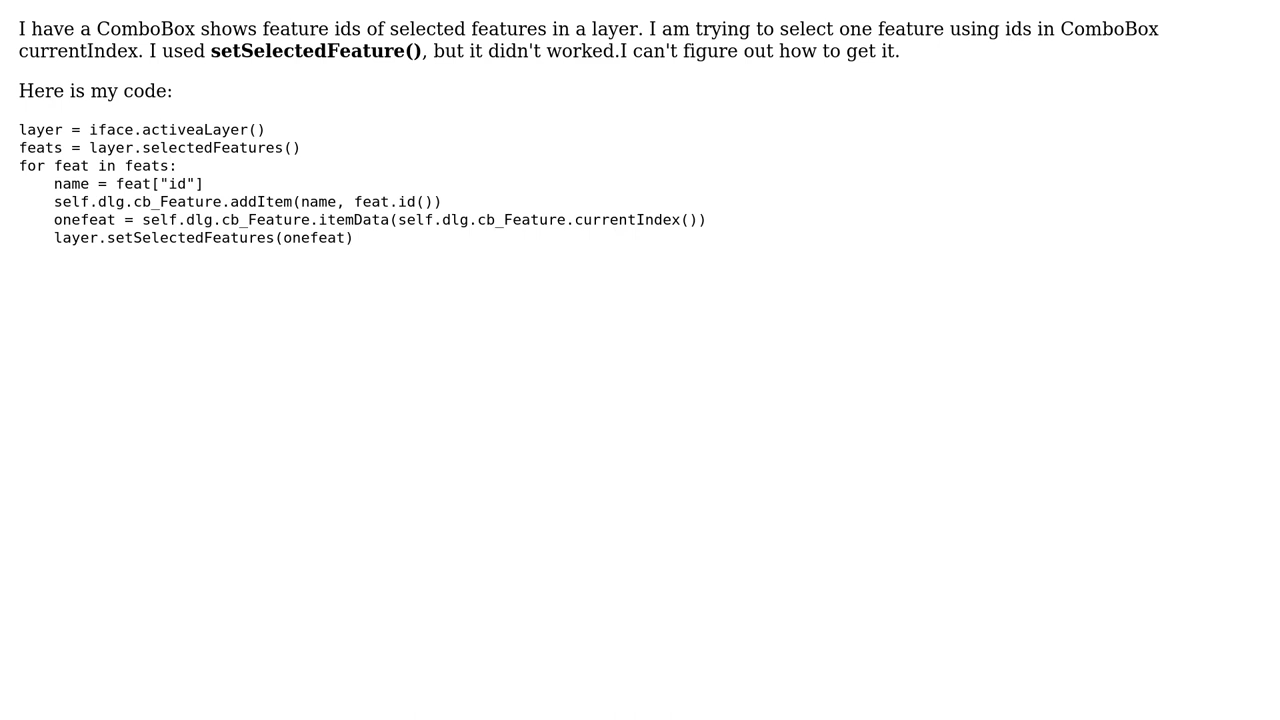 I have a ComboBox shows feature ids of selected features in a layer. I am trying to select one feature using ids in ComboBox
currentIndex. I used setSelectedFeature(), but it didn't worked.I can't figure out how to get it.
Here is my code:
layer = iface.activeaLayer()
feats = layer.selectedFeatures()
for feat in feats:
    name = feat["id"]
    self.dlg.cb_Feature.addItem(name, feat.id())
    onefeat = self.dlg.cb_Feature.itemData(self.dlg.cb_Feature.currentIndex())
    layer.setSelectedFeatures(onefeat)